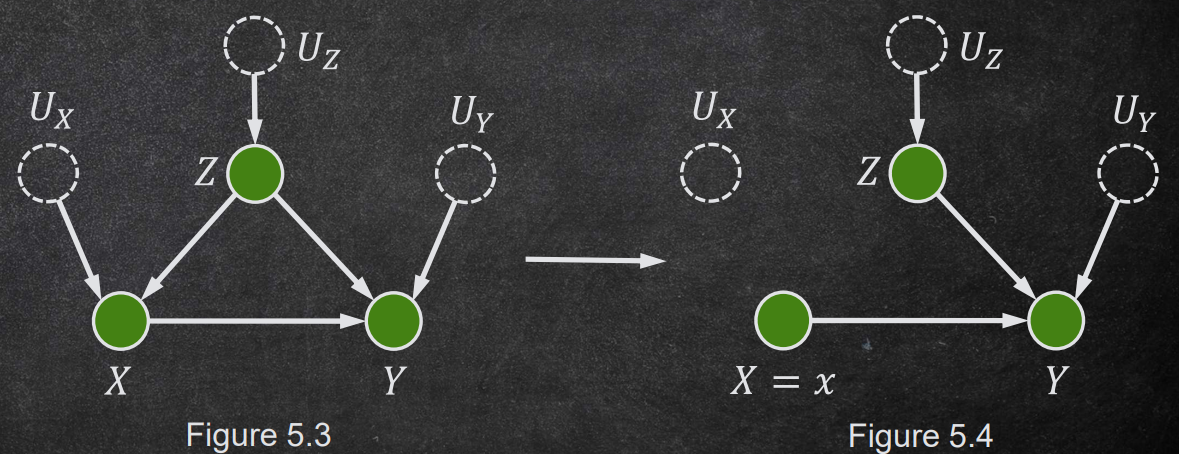 U_Z
U_X
U_Y
Z
X
Y
Figure 5.3
U_Z
U_X
U_Y
Z
X = x
Y
Figure 5.4